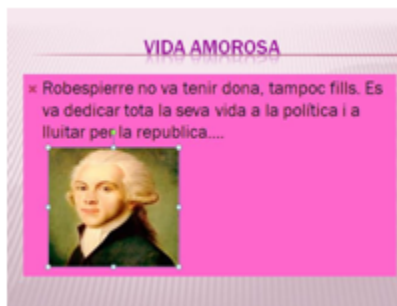 VIDA AMOROSA
Robespierre no va tenir dona, tampoc fills. Es
va dedicar tota la seva vida a la política i a
lluitar per la republica....